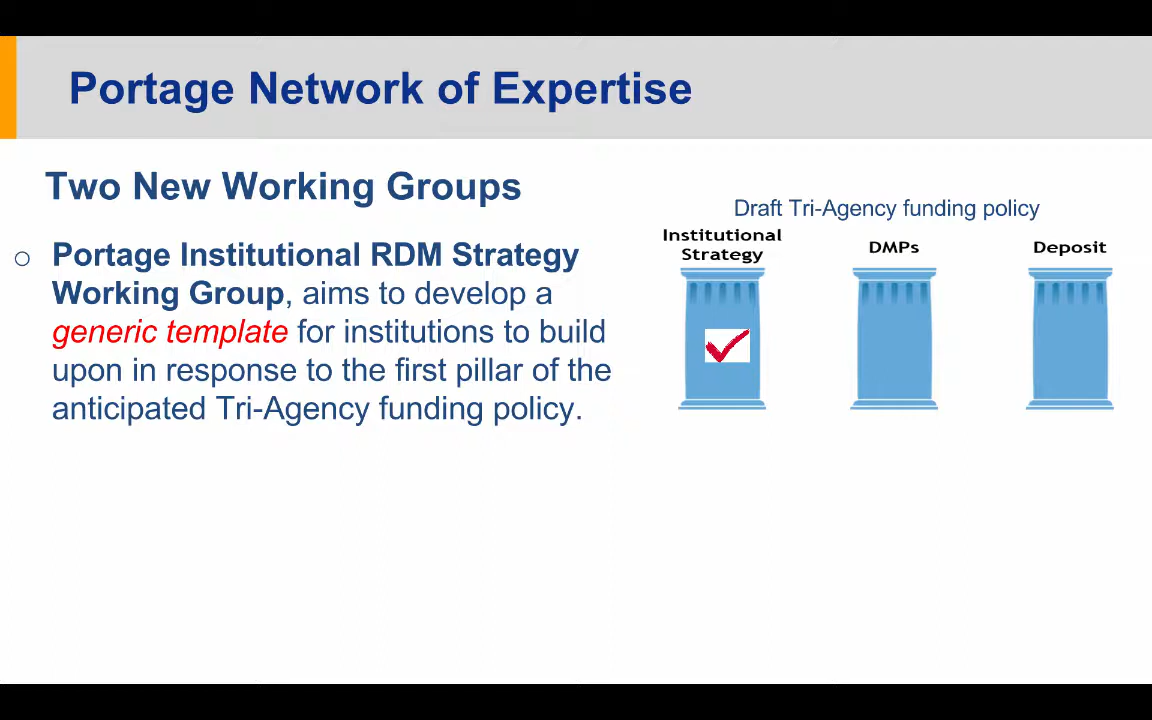 Portage Network of Expertise
Two New Working Groups
○ Portage Institutional RDM Strategy
Working Group, aims to develop a
generic template for institutions to build
upon in response to the first pillar of the
anticipated Tri-Agency funding policy.
Draft Tri-Agency funding policy
Institutional
Strategy
DMPs
Deposit